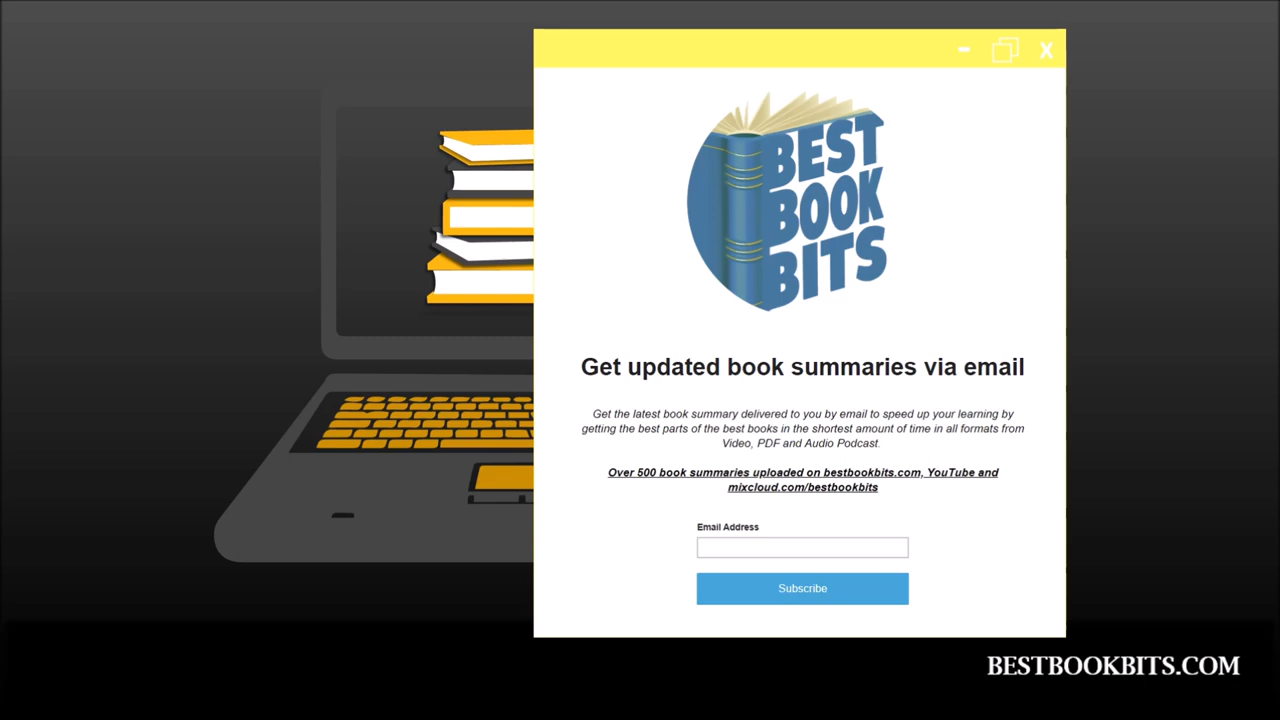 X
BEST
BOOK
BITS
Get updated book summaries via email
Get the latest book summary delivered to you by email to speed up your learning by
getting the best parts of the best books in the shortest amount of time in all formats from
Video, PDF and Audio Podcast.
Over 500 book summaries uploaded on bestbookbits.com, YouTube and
mixcloud.com/bestbookbits
Email Address
Subscribe
BESTBOOKBITS.COM